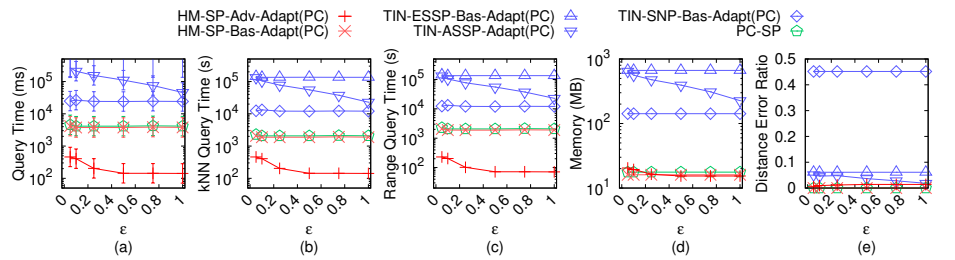 HM-SP-Adv-Adapt(PC) TIN-ESSP-Bas-Adapt(PC) TIN-SNP-Bas-Adapt(PC)
HM-SP-Bas-Adapt(PC) TIN-ASSP-Adapt(PC) PC-SP
Query Time (ms)
10^5
10^4
10^3
10^2
0 0.2 0.4 0.6 0.8 1
ε
(a)
kNN Query Time (s)
10^5
10^4
10^3
10^2
0 0.2 0.4 0.6 0.8 1
ε
(b)
Range Query Time (s)
10^5
10^4
10^3
10^2
0 0.2 0.4 0.6 0.8 1
ε
(c)
Memory (MB)
10^3
10^2
10^1
0 0.2 0.4 0.6 0.8 1
ε
(d)
Distance Error Ratio
0.5
0.4
0.3
0.2
0.1
0
0 0.2 0.4 0.6 0.8 1
ε
(e)